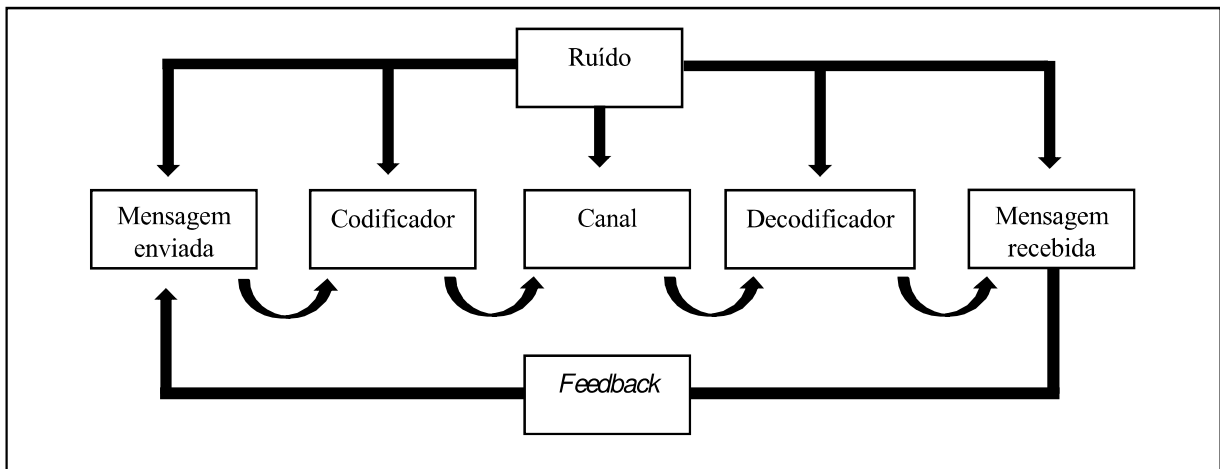 Ruído
Mensagem
enviada
Codificador
Canal
Decodificador
Mensagem
recebida
Feedback